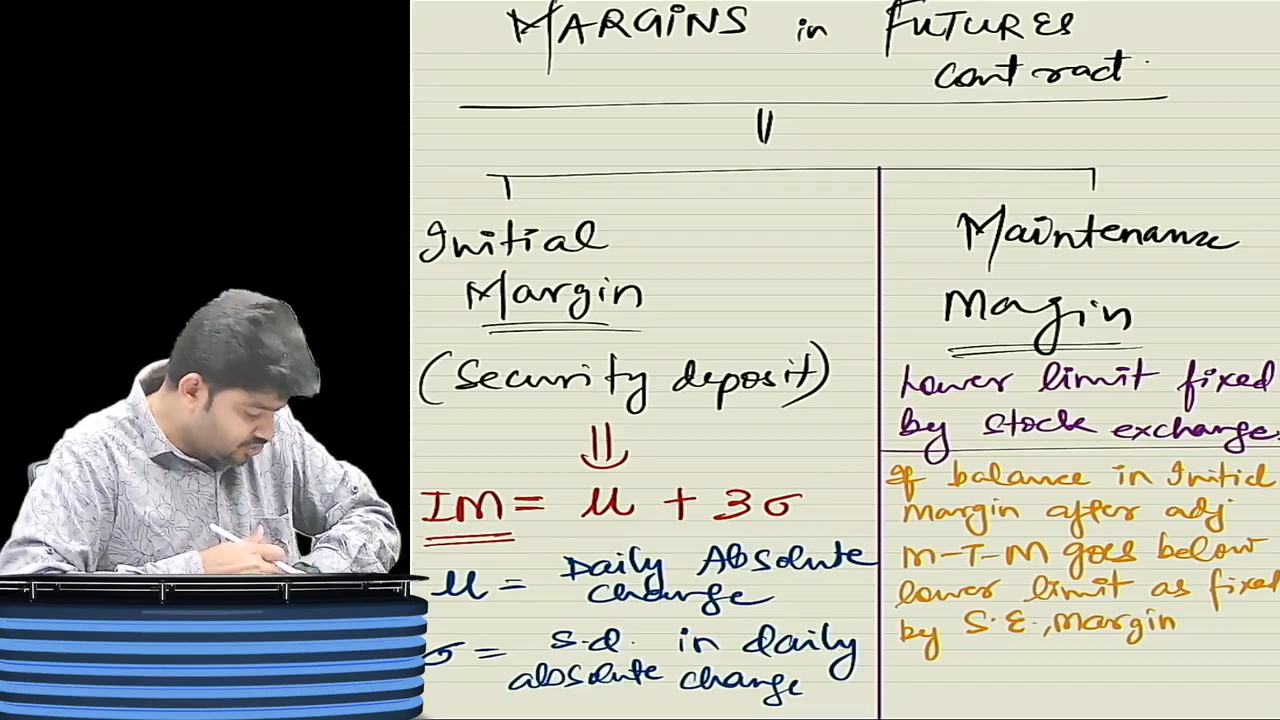 MARGINS in FUTURES
contract
Initial
Margin
(Security deposit)
IM = μ + 3σ
μ = Daily Absolute
change
σ = s.d. in daily
absolute change
Maintenance
Magin
Lower limit fixed
by stock exchange.
If balance in Initial
Margin after adj
M-T-M goes below
lower limit as fixed
by S.E., Margin